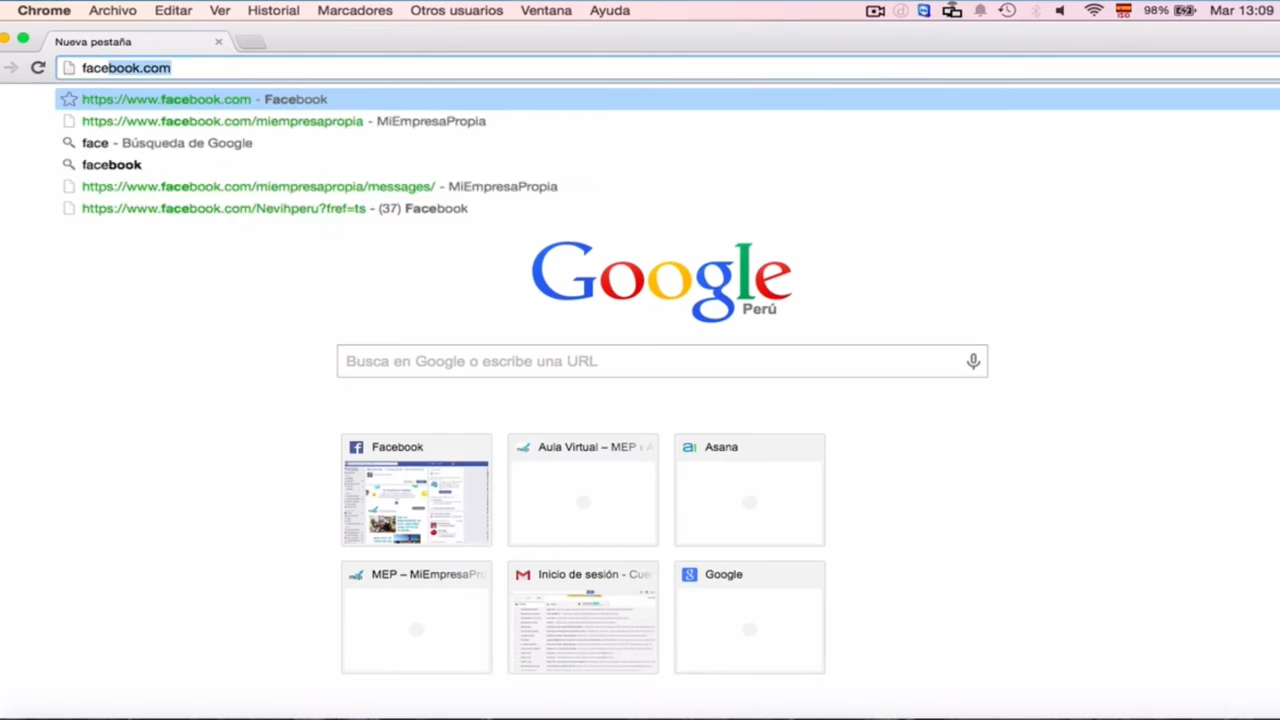 Chrome Archivo Editar Ver Historial Marcadores Otros usuarios Ventana Ayuda 98% Mar 13:09
Nueva pestaña
facebook.com
https://www.facebook.com - Facebook
https://www.facebook.com/miempresapropia - MiEmpresaPropia
face - Búsqueda de Google
facebook
https://www.facebook.com/miempresapropia/messages/ - MiEmpresaPropia
https://www.facebook.com/Nevihperu?fref=ts - (37) Facebook
Google
Perú
Busca en Google o escribe una URL
Facebook Aula Virtual – MEP Asana
MEP – MiEmpresaPro Inicio de sesión - Cue Google